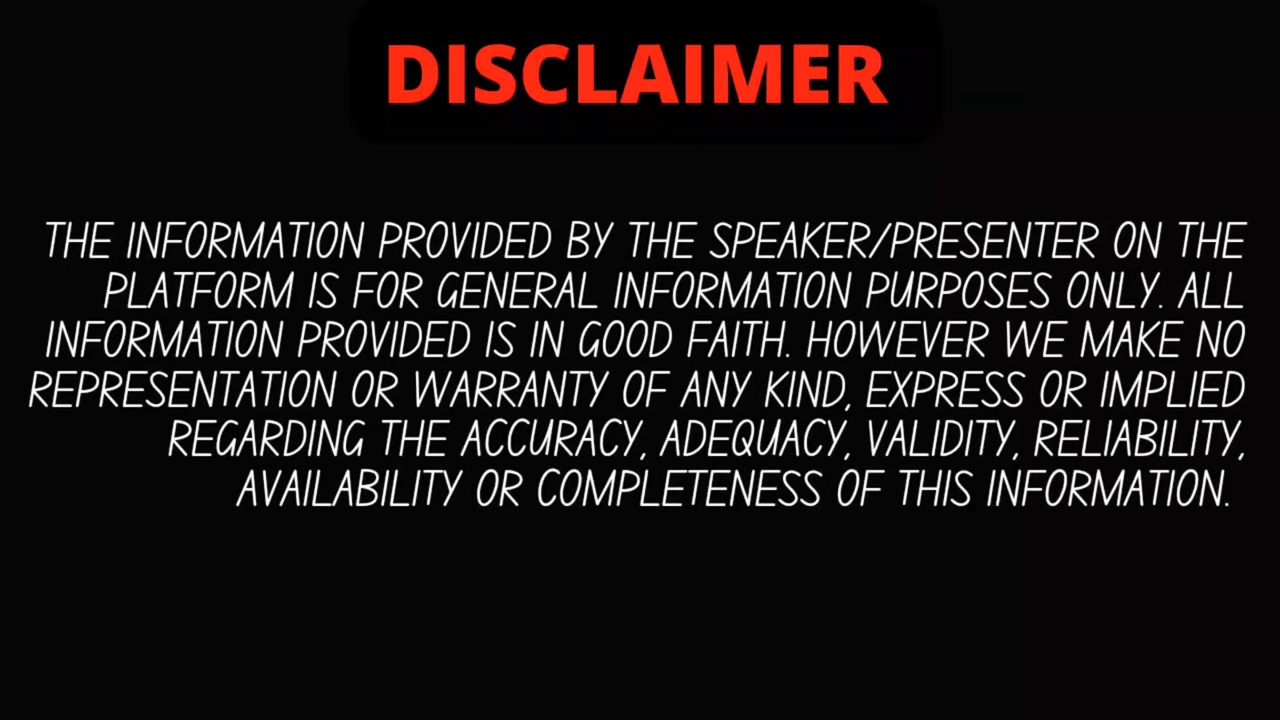 DISCLAIMER
THE INFORMATION PROVIDED BY THE SPEAKER/PRESENTER ON THE
PLATFORM IS FOR GENERAL INFORMATION PURPOSES ONLY. ALL
INFORMATION PROVIDED IS IN GOOD FAITH. HOWEVER WE MAKE NO
REPRESENTATION OR WARRANTY OF ANY KIND, EXPRESS OR IMPLIED
REGARDING THE ACCURACY, ADEQUACY, VALIDITY, RELIABILITY,
AVAILABILITY OR COMPLETENESS OF THIS INFORMATION.